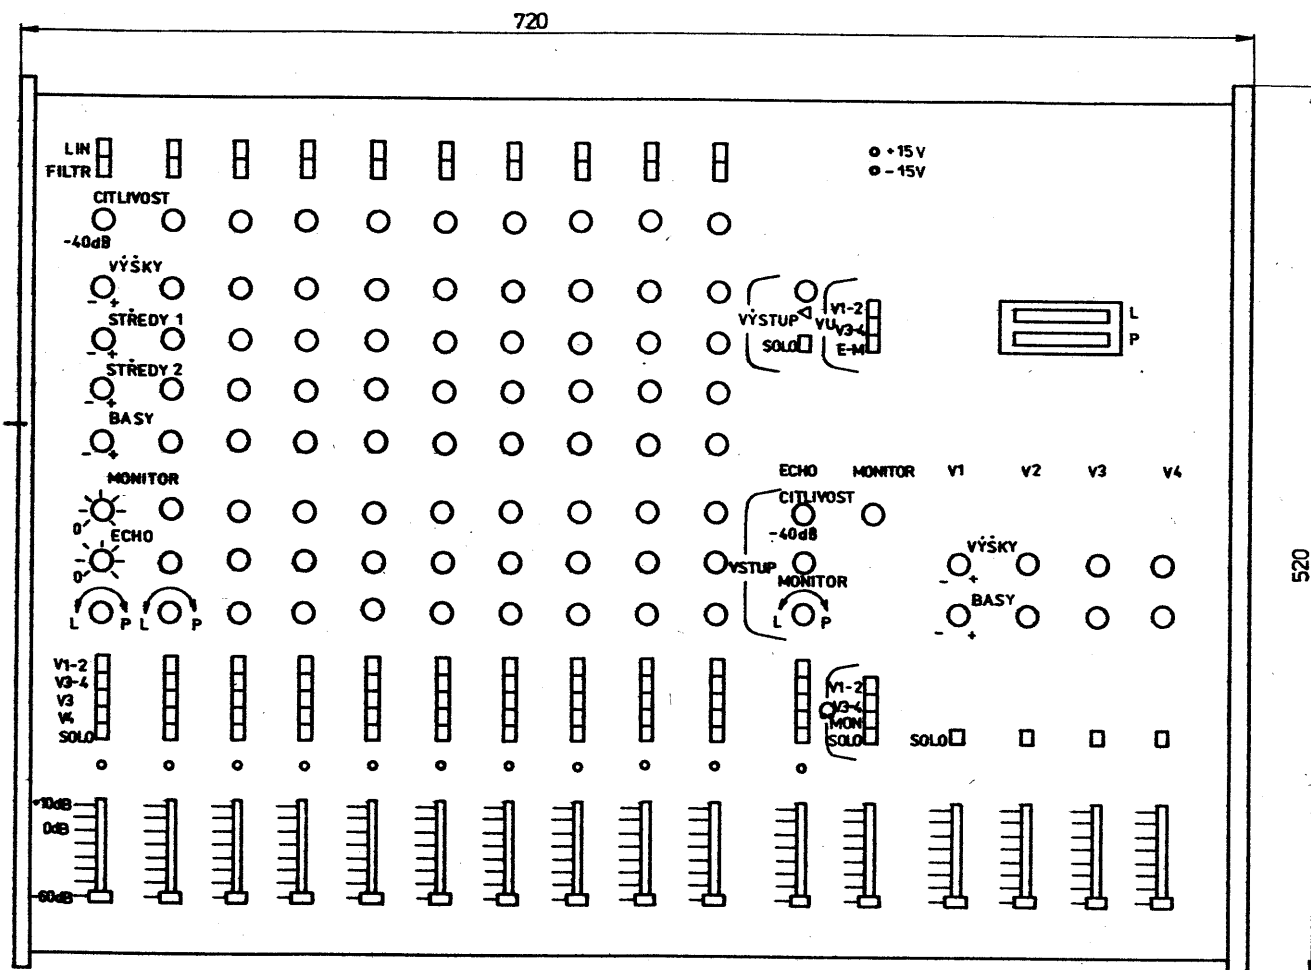 720
LIN
FILTR
+15V
-15V
CITLIVOST
-40dB
VÝŠKY
- +
STŘEDY 1
- +
STŘEDY 2
- +
BASY
- +
VÝSTUP
SOLO
VU
V1-2
V3-4
E-M
L
P
MONITOR
0
ECHO
0
L P L P
ECHO MONITOR V1 V2 V3 V4
CITLIVOST
-40dB
VSTUP
MONITOR
L P
VÝŠKY
- +
BASY
- +
520
V1-2
V3-4
V3
V4
SOLO
V1-2
V3-4
MON
SOLO
SOLO
+10dB
0dB
-60dB